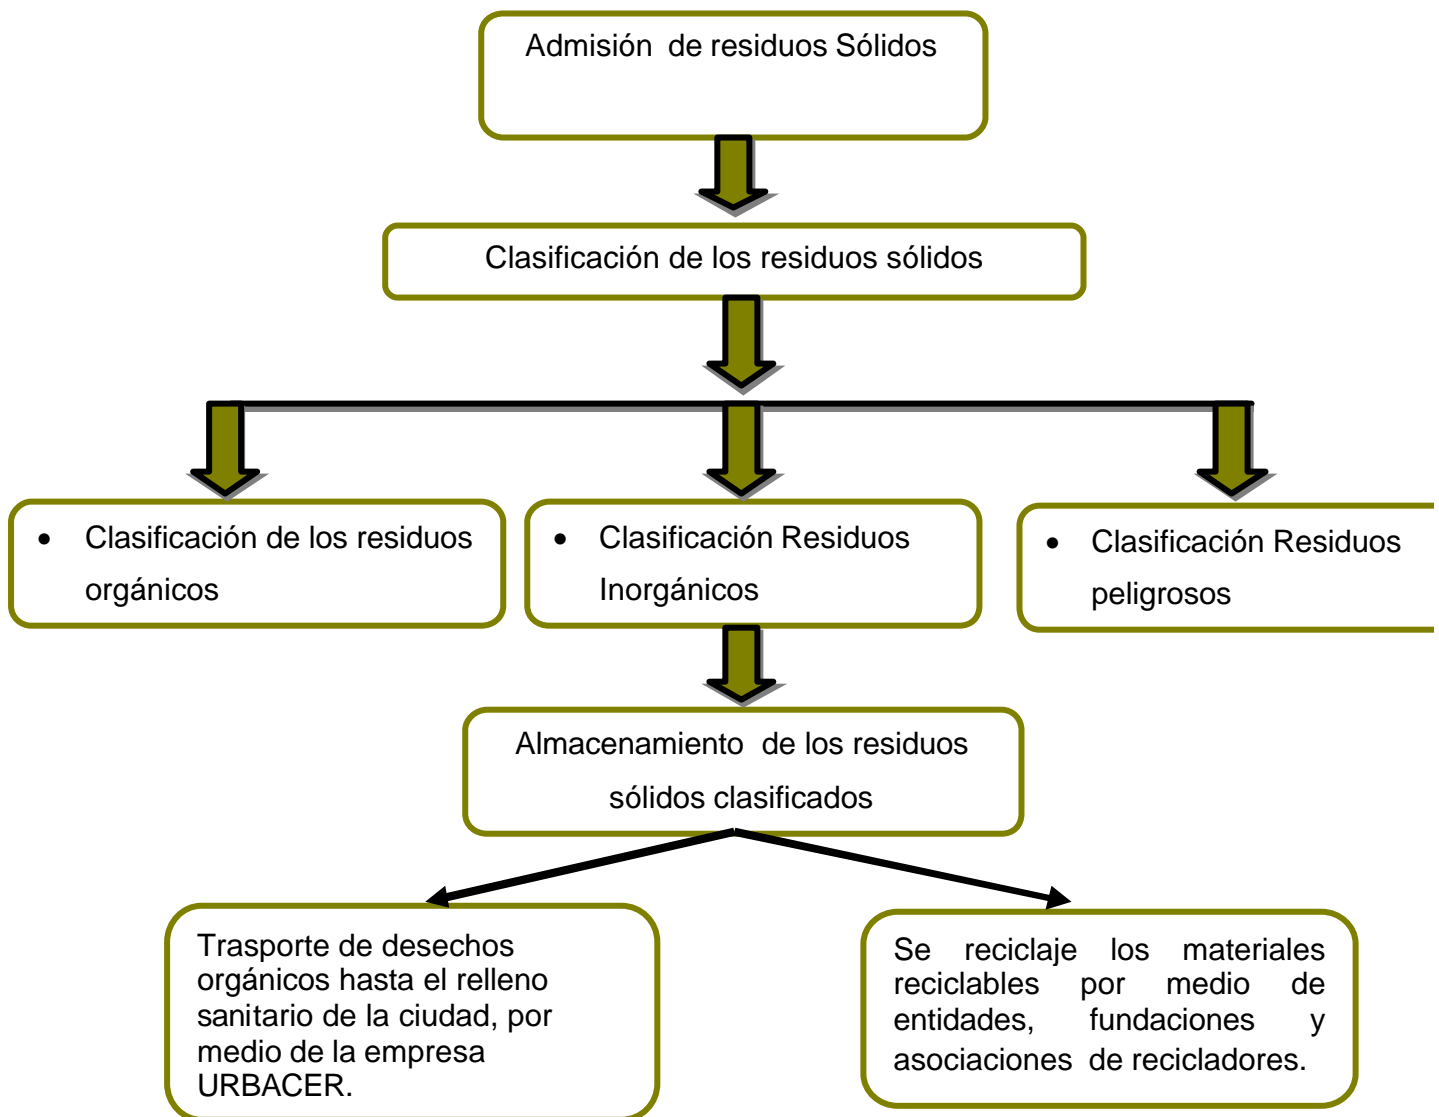 Admisión de residuos Sólidos
Clasificación de los residuos sólidos
• Clasificación de los residuos
orgánicos
• Clasificación Residuos
Inorgánicos
• Clasificación Residuos
peligrosos
Almacenamiento de los residuos
sólidos clasificados
Trasporte de desechos
orgánicos hasta el relleno
sanitario de la ciudad, por
medio de la empresa
URBACER.
Se reciclaje los materiales
reciclables por medio de
entidades, fundaciones y
asociaciones de recicladores.